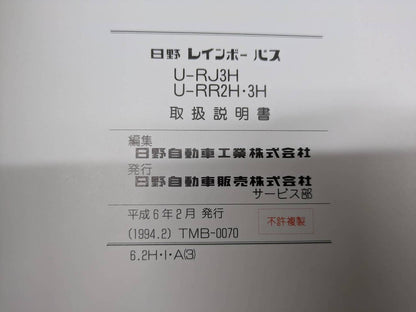 日野 レインボー バス
U-RJ3H
U-RR2H・3H
取扱説明書
編集
日野自動車工業株式会社
発行
日野自動車販売株式会社
サービス部
平成6年2月 発行
不許複製
(1994.2) TMB-0070
6.2H・I・A(3)